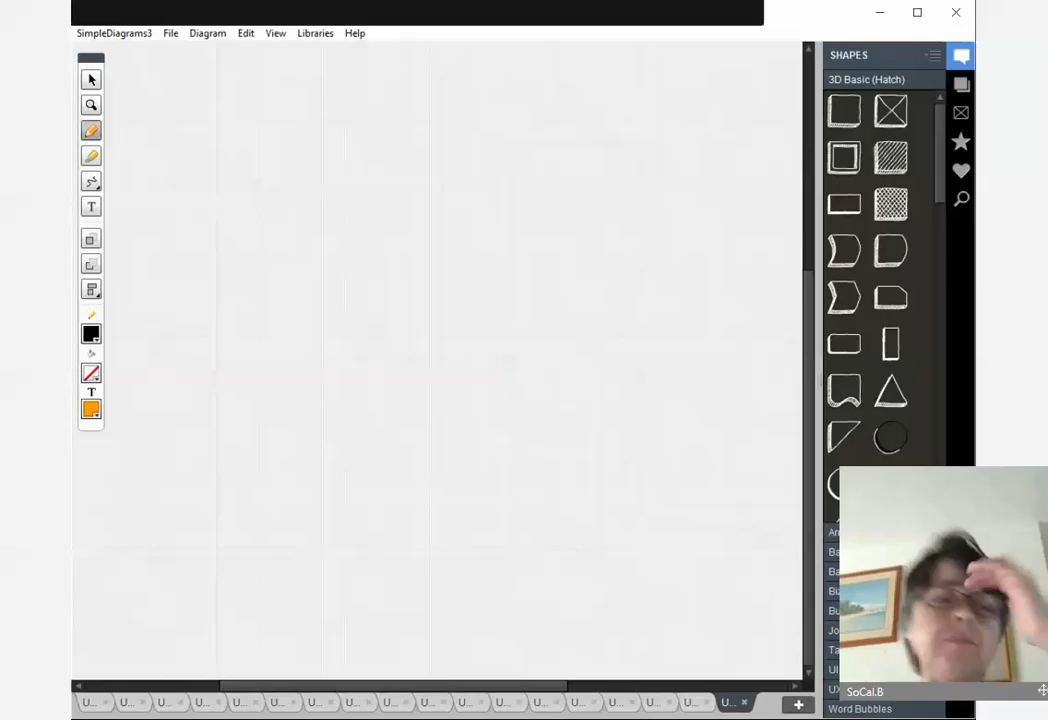 SimpleDiagrams3 File Diagram Edit View Libraries Help
SHAPES
3D Basic (Hatch)
T
T
SoCal.B
Word Bubbles
U... U... U... U... U... U... U... U... U... U... U... U... U... U... U... U... U... U...